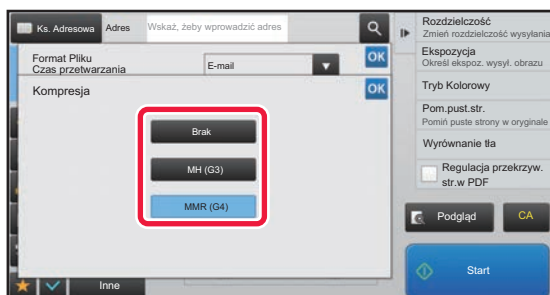 Ks. Adresowa
Adres
Wskaż, żeby wprowadzić adres
Format Pliku
Czas przetwarzania
E-mail
OK
Kompresja
OK
Brak
MH (G3)
MMR (G4)
Inne
Rozdzielczość
Zmień rozdzielczość wysyłania
Ekspozycja
Określ ekspoz. wysył. obrazu
Tryb Kolorowy
Pom.pust.str.
Pomiń puste strony w oryginale
Wyrównanie tła
Regulacja przekrzyw.
str.w PDF
Podgląd
CA
Start